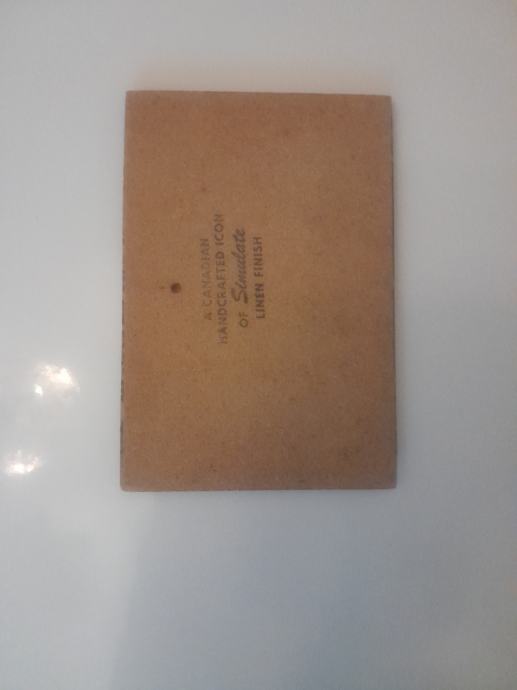 A CANADIAN
HANDCRAFTED ICON
OF Simulate
LINEN FINISH